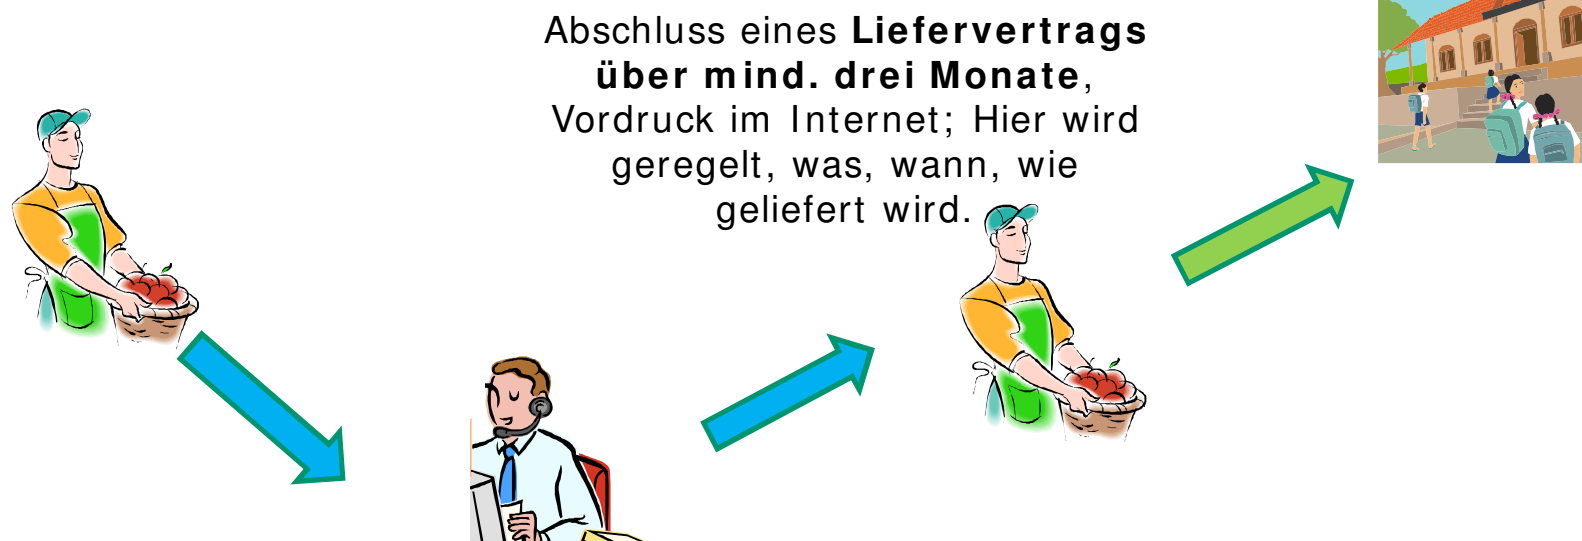 Abschluss eines Liefervertrags
über mind. drei Monate,
Vordruck im Internet; Hier wird
geregelt, was, wann, wie
geliefert wird.